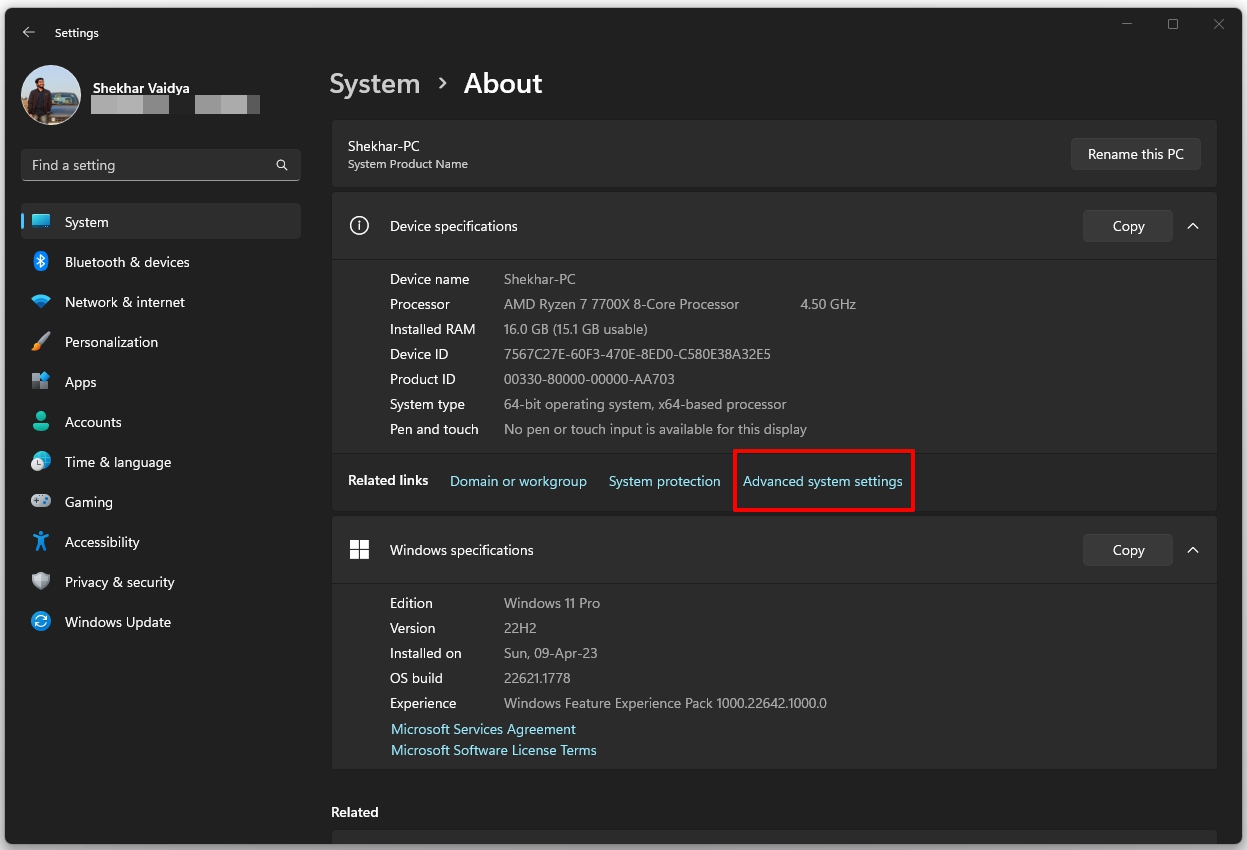 Settings
Shekhar Vaidya
Find a setting
System
Bluetooth & devices
Network & internet
Personalization
Apps
Accounts
Time & language
Gaming
Accessibility
Privacy & security
Windows Update
System > About
Shekhar-PC
System Product Name
Rename this PC
Device specifications Copy
Device name Shekhar-PC
Processor AMD Ryzen 7 7700X 8-Core Processor 4.50 GHz
Installed RAM 16.0 GB (15.1 GB usable)
Device ID 7567C27E-60F3-470E-8ED0-C580E38A32E5
Product ID 00330-80000-00000-AA703
System type 64-bit operating system, x64-based processor
Pen and touch No pen or touch input is available for this display
Related links Domain or workgroup System protection Advanced system settings
Windows specifications Copy
Edition Windows 11 Pro
Version 22H2
Installed on Sun, 09-Apr-23
OS build 22621.1778
Experience Windows Feature Experience Pack 1000.22642.1000.0
Microsoft Services Agreement
Microsoft Software License Terms
Related